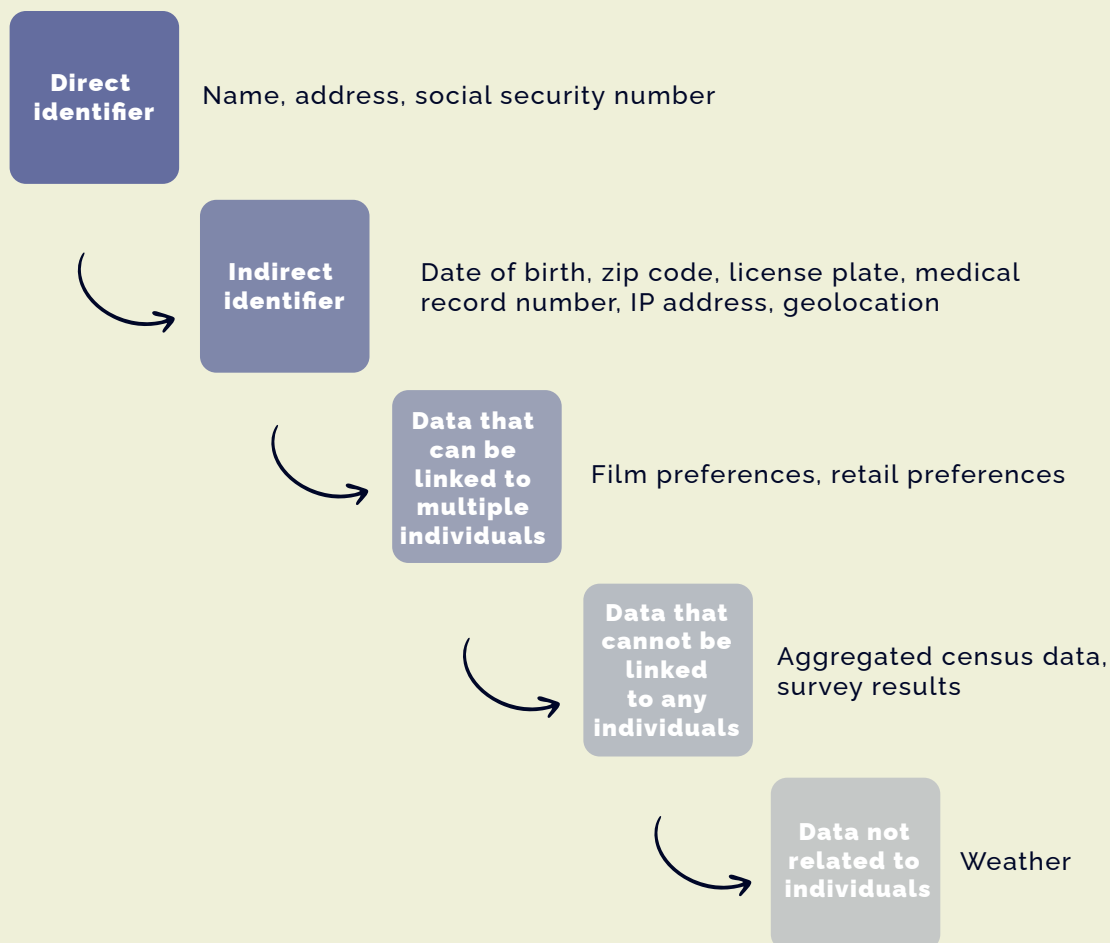 Direct
identifier
Name, address, social security number
Indirect
identifier
Date of birth, zip code, license plate, medical
record number, IP address, geolocation
Data that
can be
linked to
multiple
individuals
Film preferences, retail preferences
Data that
cannot be
linked
to any
individuals
Aggregated census data,
survey results
Data not
related to
individuals
Weather